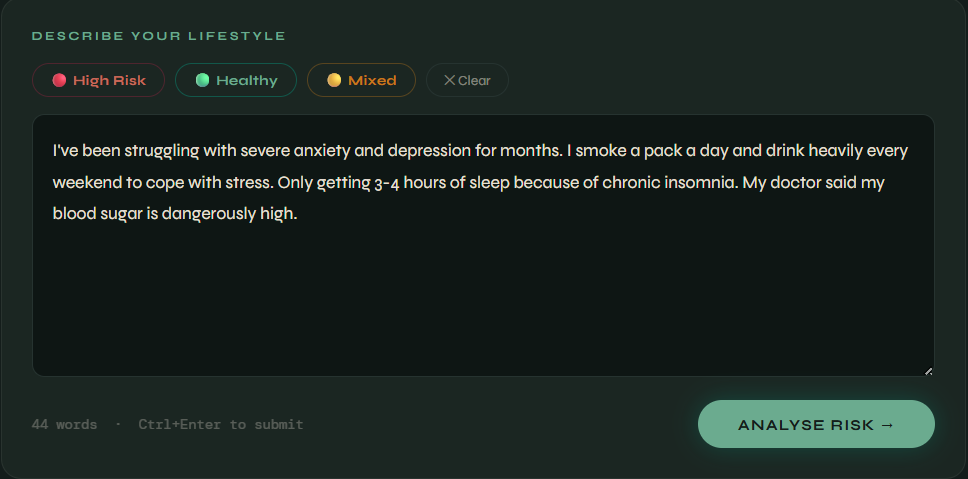 DESCRIBE YOUR LIFESTYLE
High Risk Healthy Mixed ✕ Clear
I've been struggling with severe anxiety and depression for months. I smoke a pack a day and drink heavily every
weekend to cope with stress. Only getting 3-4 hours of sleep because of chronic insomnia. My doctor said my
blood sugar is dangerously high.
44 words · Ctrl+Enter to submit
ANALYSE RISK →